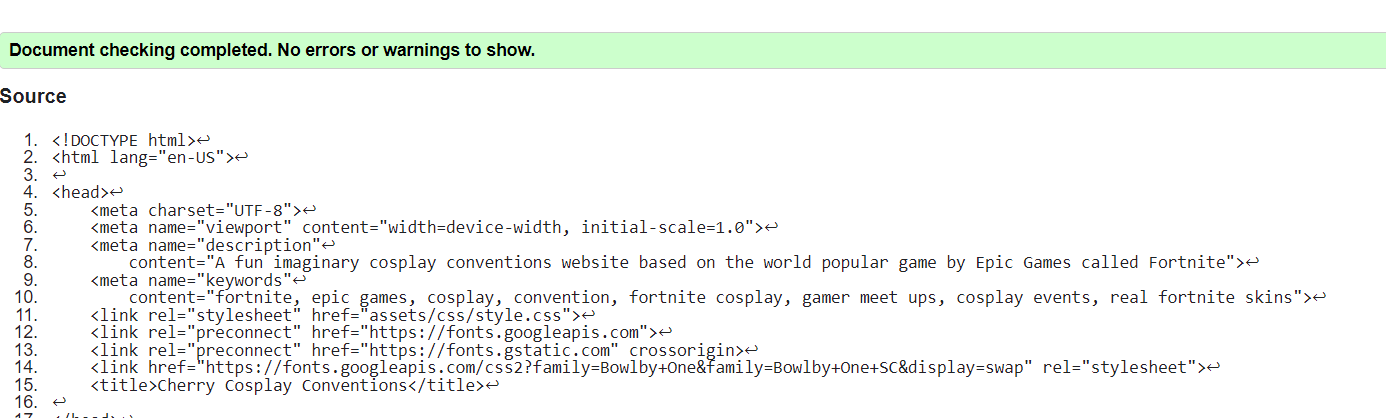 Document checking completed. No errors or warnings to show.
Source
1. <!DOCTYPE html>↩
2. <html lang="en-US">↩
3. ↩
4. <head>↩
5.     <meta charset="UTF-8">↩
6.     <meta name="viewport" content="width=device-width, initial-scale=1.0">↩
7.     <meta name="description"↩
8.         content="A fun imaginary cosplay conventions website based on the world popular game by Epic Games called Fortnite">↩
9.     <meta name="keywords"↩
10.         content="fortnite, epic games, cosplay, convention, fortnite cosplay, gamer meet ups, cosplay events, real fortnite skins">↩
11.     <link rel="stylesheet" href="assets/css/style.css">↩
12.     <link rel="preconnect" href="https://fonts.googleapis.com">↩
13.     <link rel="preconnect" href="https://fonts.gstatic.com" crossorigin>↩
14.     <link href="https://fonts.googleapis.com/css2?family=Bowlby+One&family=Bowlby+One+SC&display=swap" rel="stylesheet">↩
15.     <title>Cherry Cosplay Conventions</title>↩
16. ↩
17. </head>↩